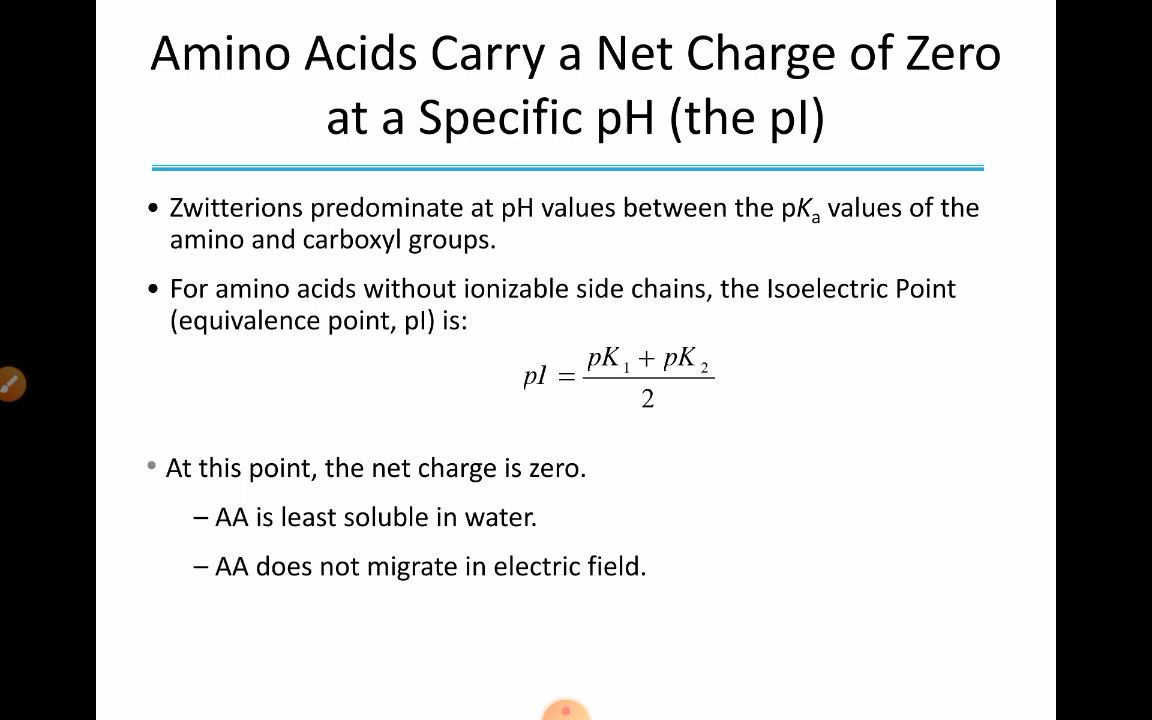 Amino Acids Carry a Net Charge of Zero
at a Specific pH (the pI)
• Zwitterions predominate at pH values between the pKₐ values of the
amino and carboxyl groups.
• For amino acids without ionizable side chains, the Isoelectric Point
(equivalence point, pI) is:
pI = (pK₁ + pK₂) / 2
• At this point, the net charge is zero.
– AA is least soluble in water.
– AA does not migrate in electric field.